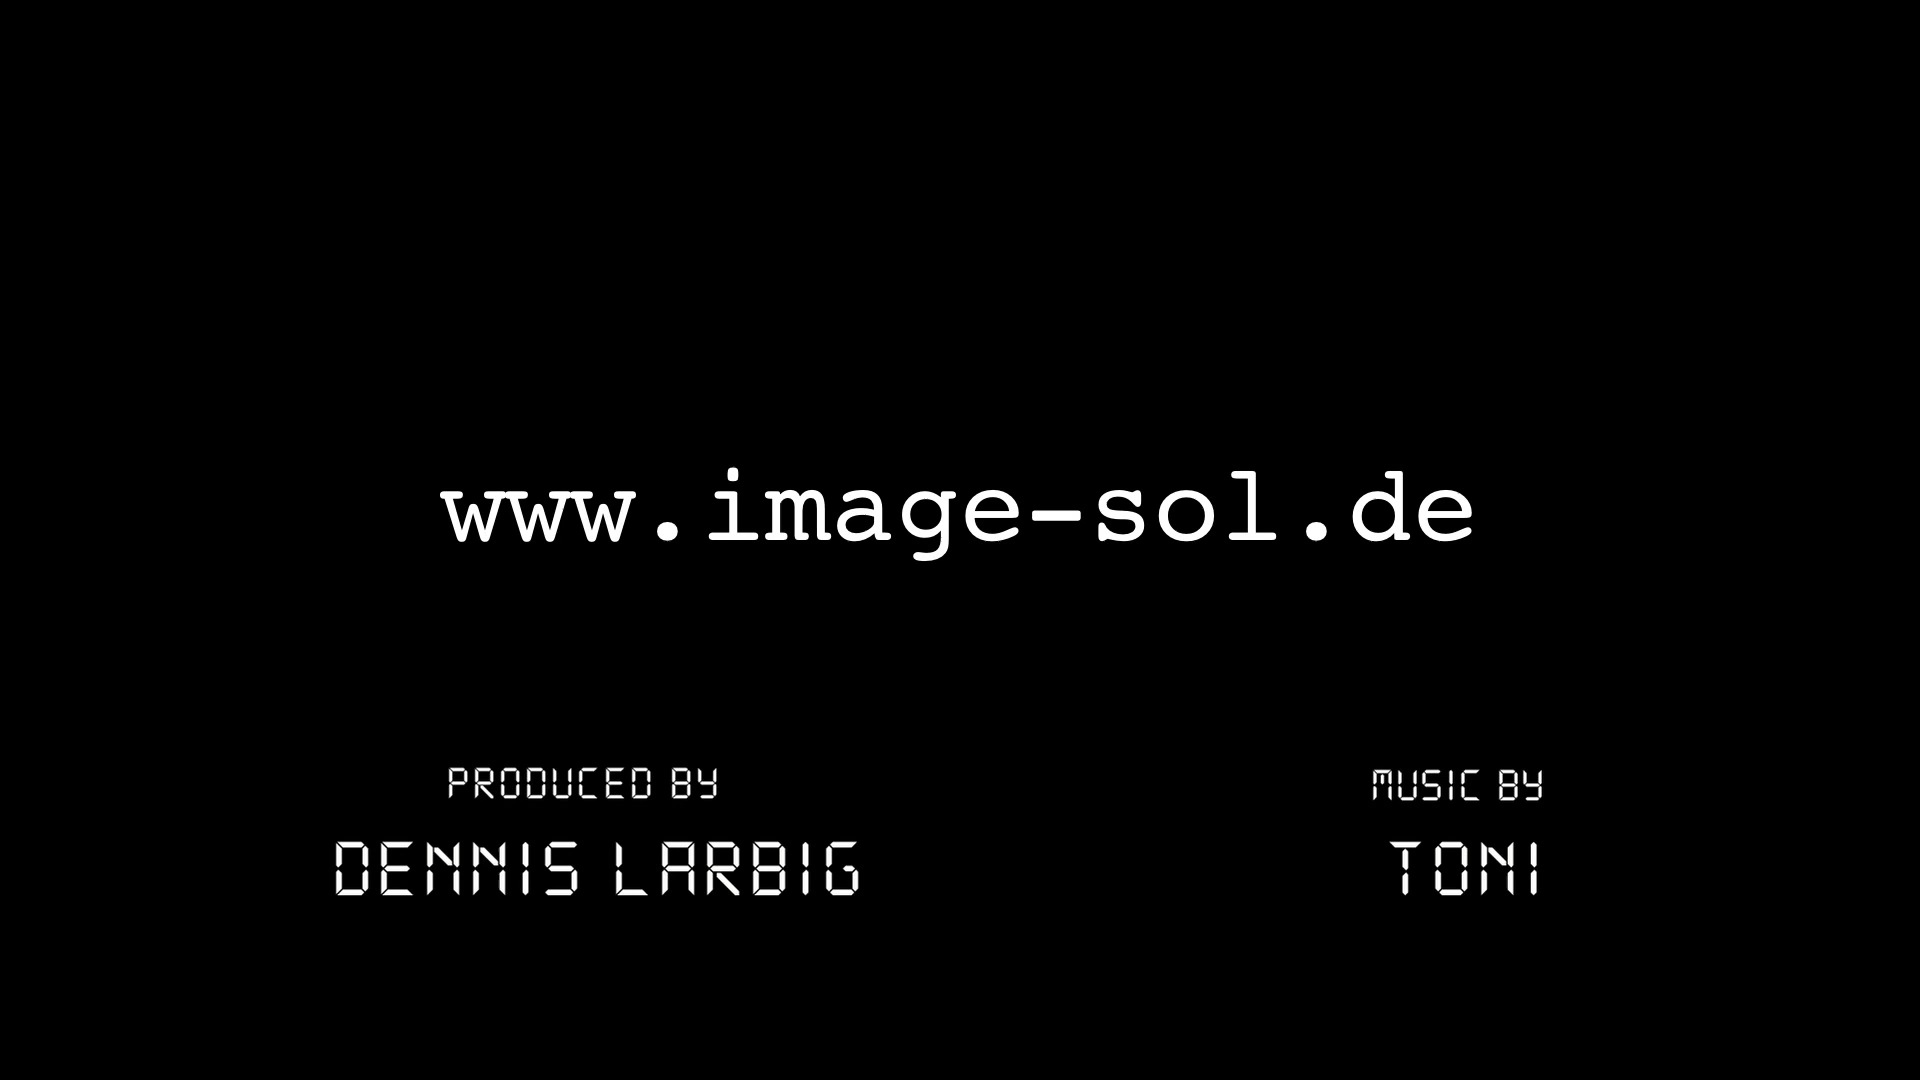 www.image-sol.de
PRODUCED BY
DENNIS LARBIG
MUSIC BY
TONI